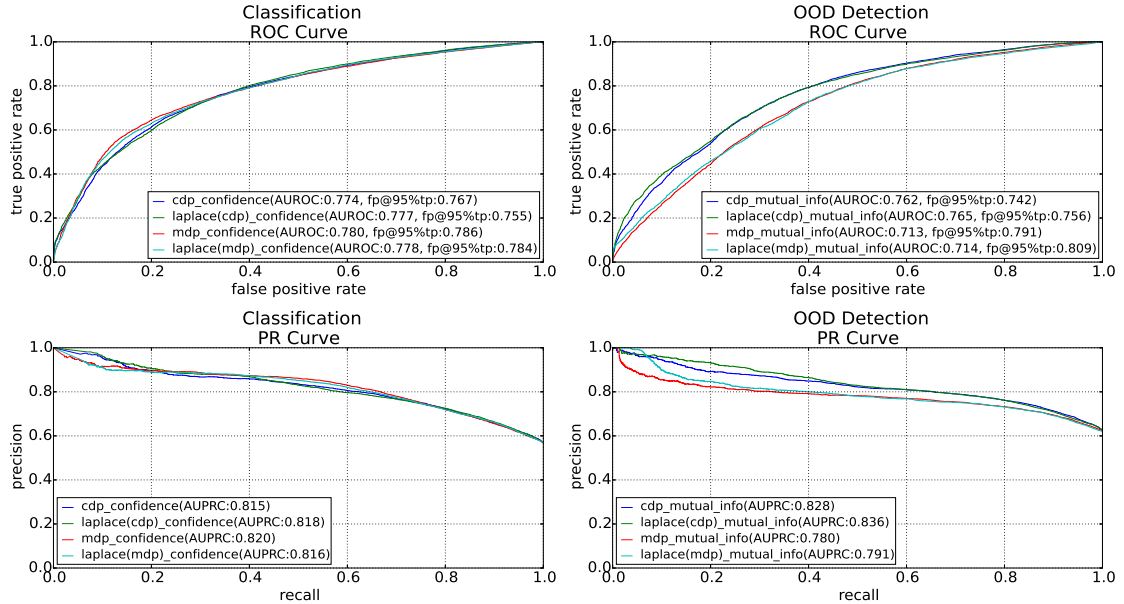 Classification
ROC Curve
1.0
0.8
0.6
0.4
0.2
0.0
true positive rate
cdp_confidence(AUROC:0.774, fp@95%tp:0.767)
laplace(cdp)_confidence(AUROC:0.777, fp@95%tp:0.755)
mdp_confidence(AUROC:0.780, fp@95%tp:0.786)
laplace(mdp)_confidence(AUROC:0.778, fp@95%tp:0.784)
0.0 0.2 0.4 0.6 0.8 1.0
false positive rate
OOD Detection
ROC Curve
1.0
0.8
0.6
0.4
0.2
0.0
true positive rate
cdp_mutual_info(AUROC:0.762, fp@95%tp:0.742)
laplace(cdp)_mutual_info(AUROC:0.765, fp@95%tp:0.756)
mdp_mutual_info(AUROC:0.713, fp@95%tp:0.791)
laplace(mdp)_mutual_info(AUROC:0.714, fp@95%tp:0.809)
0.0 0.2 0.4 0.6 0.8 1.0
false positive rate
Classification
PR Curve
1.0
0.8
0.6
0.4
0.2
0.0
precision
cdp_confidence(AUPRC:0.815)
laplace(cdp)_confidence(AUPRC:0.818)
mdp_confidence(AUPRC:0.820)
laplace(mdp)_confidence(AUPRC:0.816)
0.0 0.2 0.4 0.6 0.8 1.0
recall
OOD Detection
PR Curve
1.0
0.8
0.6
0.4
0.2
0.0
precision
cdp_mutual_info(AUPRC:0.828)
laplace(cdp)_mutual_info(AUPRC:0.836)
mdp_mutual_info(AUPRC:0.780)
laplace(mdp)_mutual_info(AUPRC:0.791)
0.0 0.2 0.4 0.6 0.8 1.0
recall